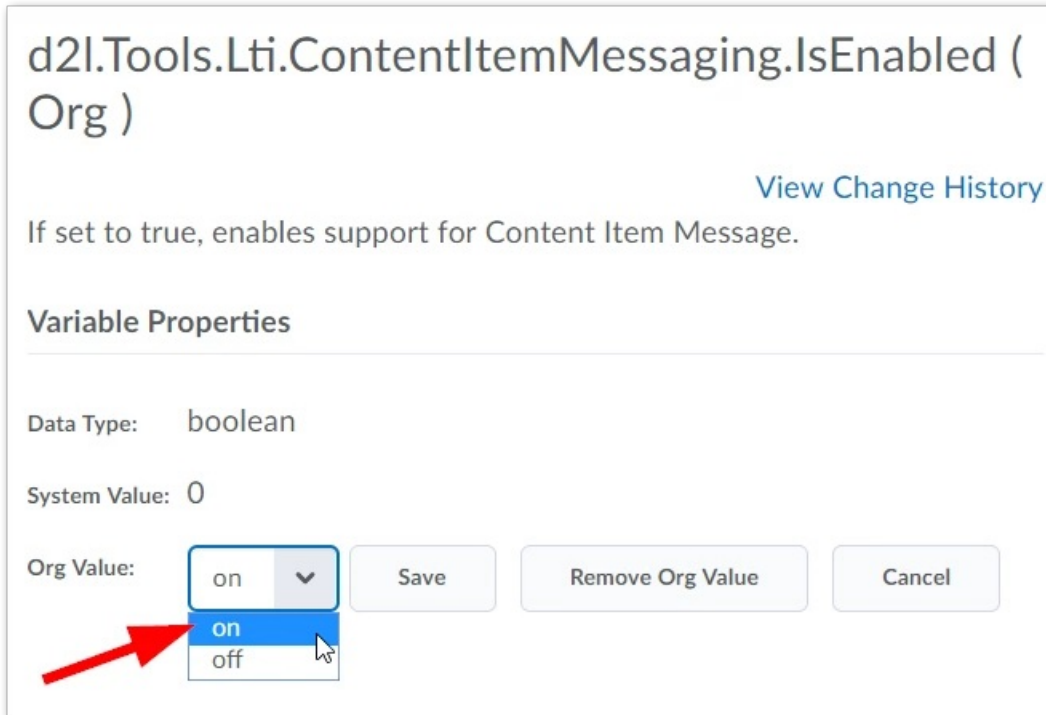 d2l.Tools.Lti.ContentItemMessaging.IsEnabled (
Org )
View Change History
If set to true, enables support for Content Item Message.
Variable Properties
Data Type: boolean
System Value: 0
Org Value: on Save Remove Org Value Cancel
on
off